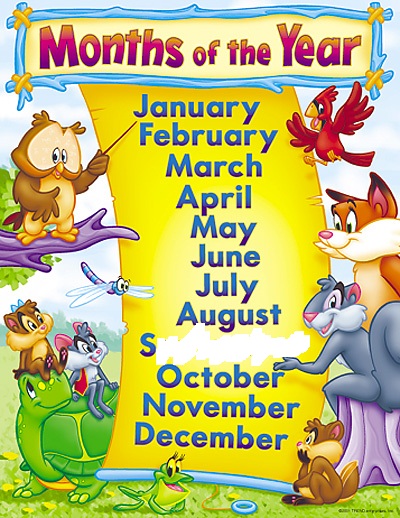 Months of the Year
January
February
March
April
May
June
July
August
S
October
November
December